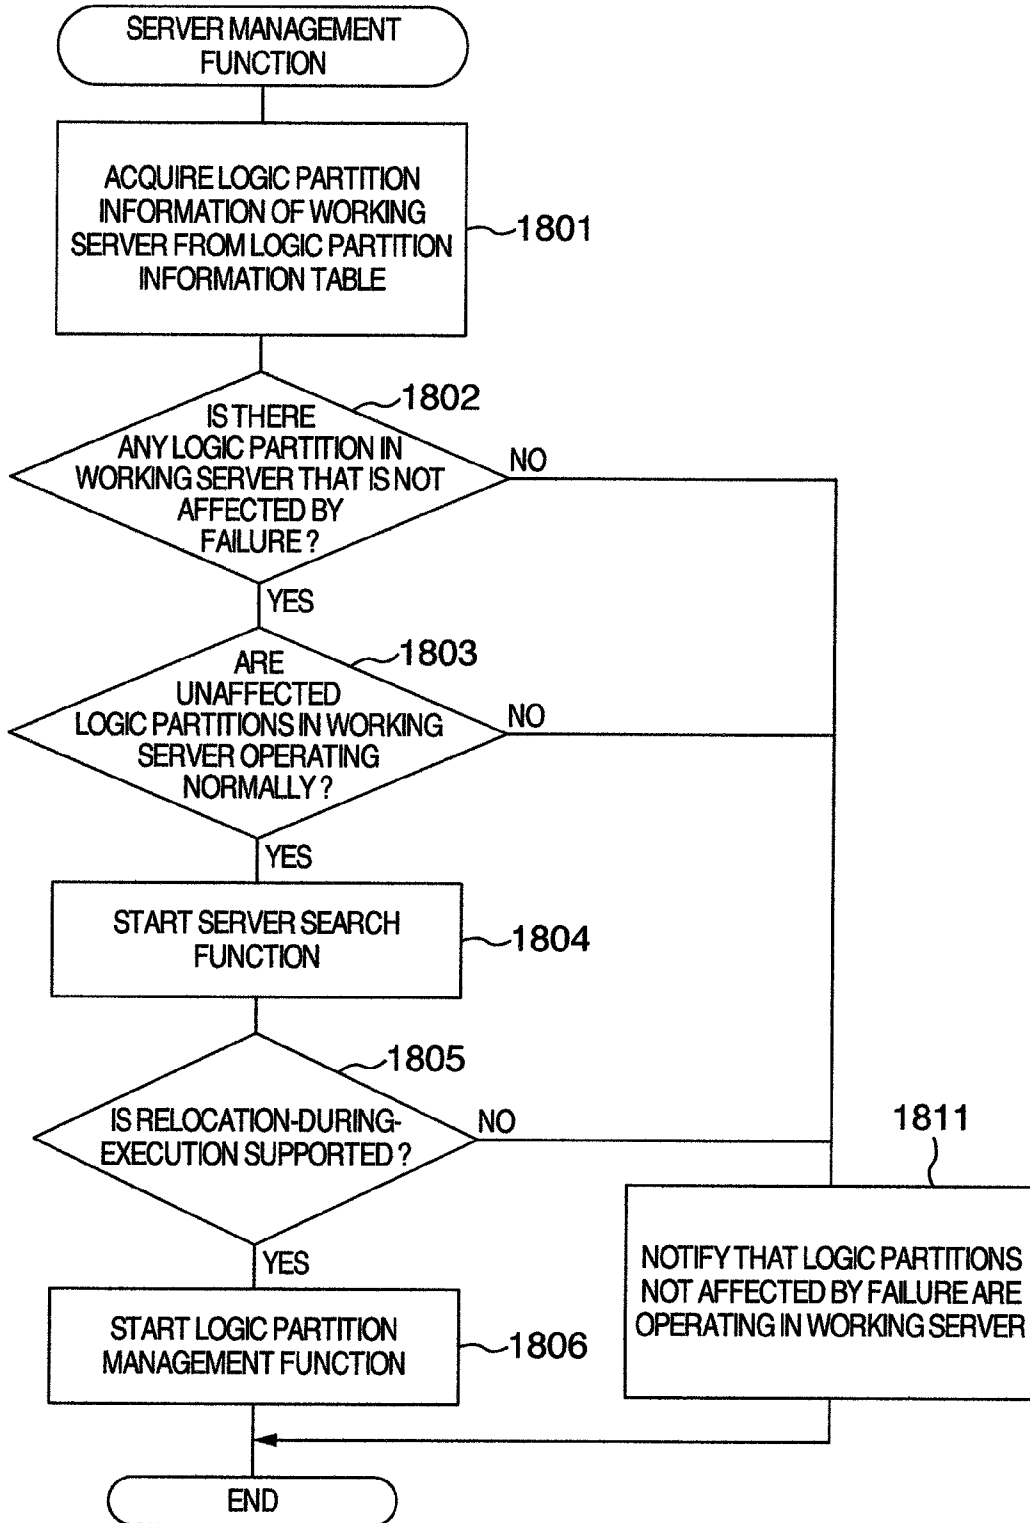 SERVER MANAGEMENT
FUNCTION
ACQUIRE LOGIC PARTITION
INFORMATION OF WORKING
SERVER FROM LOGIC PARTITION
INFORMATION TABLE
1801
1802
IS THERE
ANY LOGIC PARTITION IN
WORKING SERVER THAT IS NOT
AFFECTED BY
FAILURE ?
NO
YES
1803
ARE
UNAFFECTED
LOGIC PARTITIONS IN WORKING
SERVER OPERATING
NORMALLY ?
NO
YES
START SERVER SEARCH
FUNCTION
1804
1805
IS RELOCATION-DURING-
EXECUTION SUPPORTED ?
NO
YES
1811
NOTIFY THAT LOGIC PARTITIONS
NOT AFFECTED BY FAILURE ARE
OPERATING IN WORKING SERVER
START LOGIC PARTITION
MANAGEMENT FUNCTION
1806
END